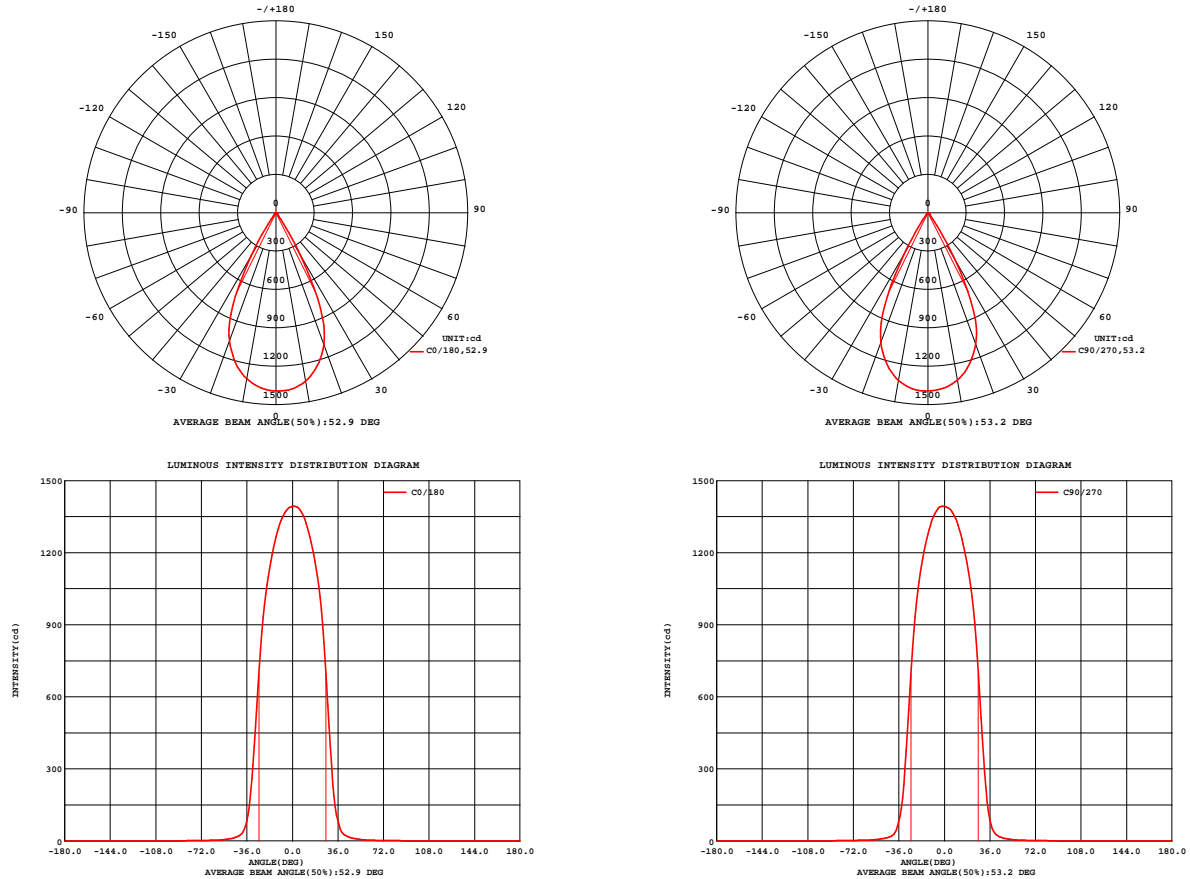 -/+180
-150 150
-120 120
-90 90
0
300
600
900
1200
1500
-60 60
-30 30
0
UNIT:cd
C0/180,52.9
AVERAGE BEAM ANGLE(50%):52.9 DEG
-/+180
-150 150
-120 120
-90 90
0
300
600
900
1200
1500
-60 60
-30 30
0
UNIT:cd
C90/270,53.2
AVERAGE BEAM ANGLE(50%):53.2 DEG
LUMINOUS INTENSITY DISTRIBUTION DIAGRAM
C0/180
INTENSITY(cd)
1500
1200
900
600
300
0
-180.0 -144.0 -108.0 -72.0 -36.0 0.0 36.0 72.0 108.0 144.0 180.0
ANGLE(DEG)
AVERAGE BEAM ANGLE(50%):52.9 DEG
LUMINOUS INTENSITY DISTRIBUTION DIAGRAM
C90/270
INTENSITY(cd)
1500
1200
900
600
300
0
-180.0 -144.0 -108.0 -72.0 -36.0 0.0 36.0 72.0 108.0 144.0 180.0
ANGLE(DEG)
AVERAGE BEAM ANGLE(50%):53.2 DEG